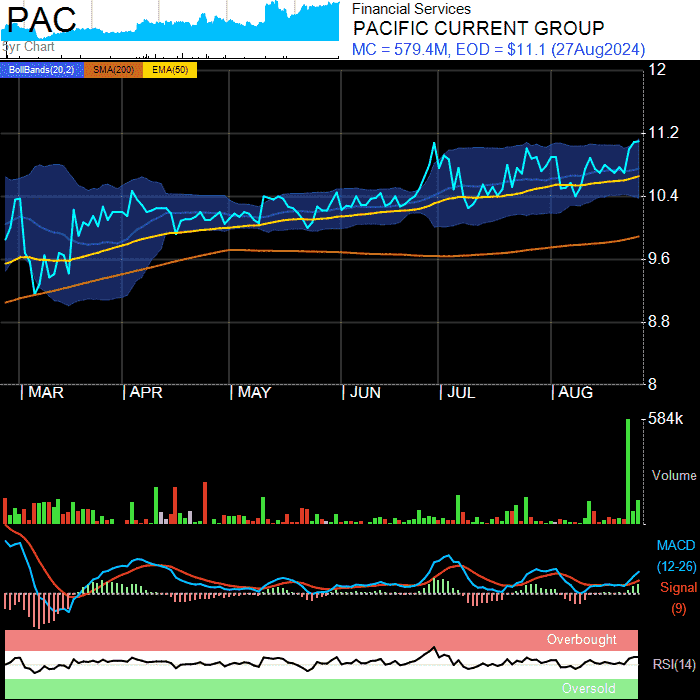 PAC
5yr Chart
Financial Services
PACIFIC CURRENT GROUP
MC = 579.4M, EOD = $11.1 (27Aug2024)
BollBands(20,2) SMA(200) EMA(50)
12
11.2
10.4
9.6
8.8
8
MAR APR MAY JUN JUL AUG
584k
Volume
MACD
(12-26)
Signal
(9)
Overbought
RSI(14)
Oversold